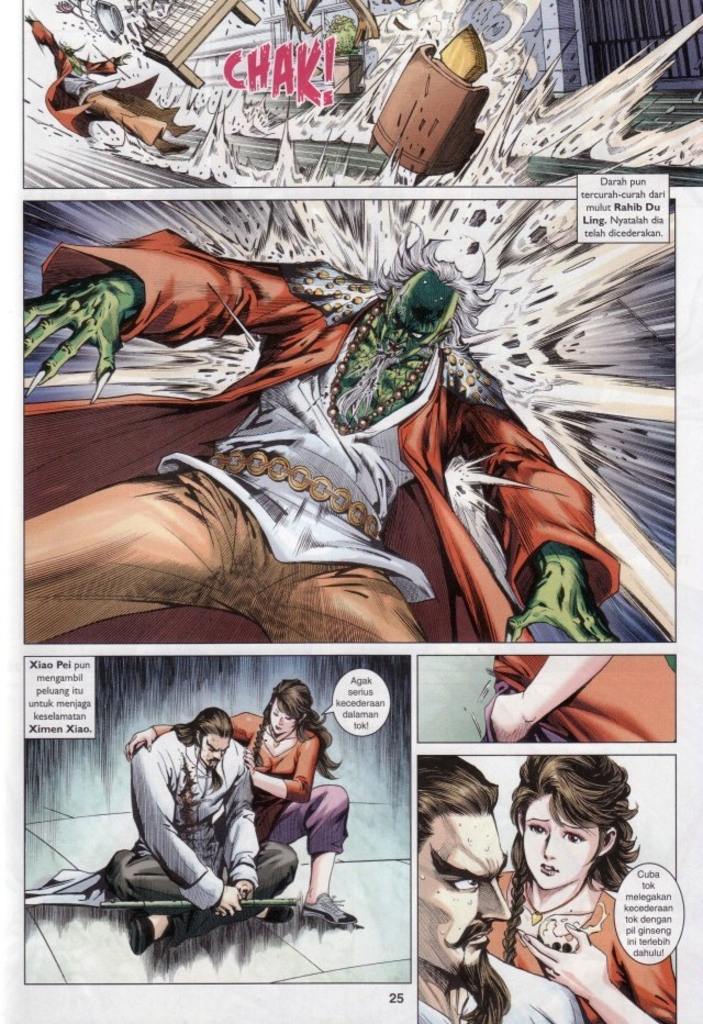 CHAK!
Darah pun
tercurah-curah dari
mulut Rahib Du
Ling. Nyatalah dia
telah dicederakan.
Xiao Pei pun
mengambil
peluang itu
untuk menjaga
keselamatan
Ximen Xiao.
Agak
serius
kecederaan
dalaman
tok!
Cuba
tok
melegakan
kecederaan
tok dengan
pil ginseng
ini terlebih
dahulu!
25